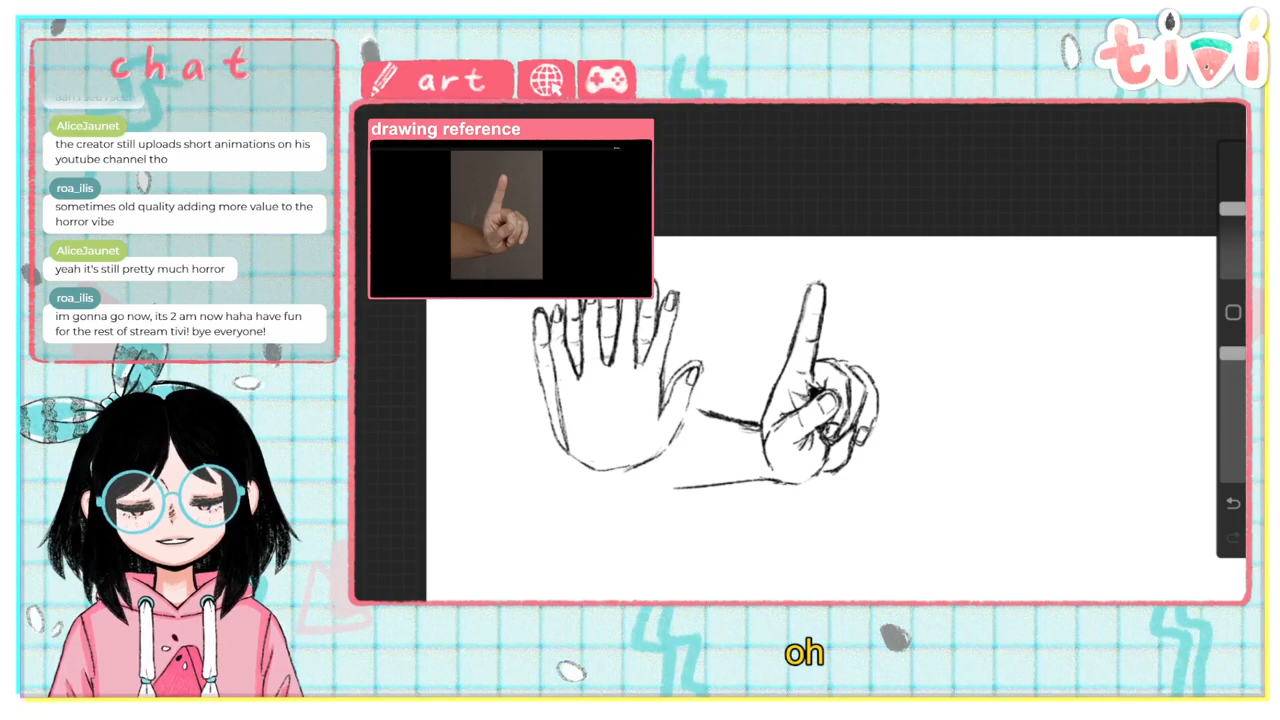 chat
AliceJaunet
the creator still uploads short animations on his
youtube channel tho
roa_ilis
sometimes old quality adding more value to the
horror vibe
AliceJaunet
yeah it's still pretty much horror
roa_ilis
im gonna go now, its 2 am now haha have fun
for the rest of stream tivi! bye everyone!
art
tivi
drawing reference
oh